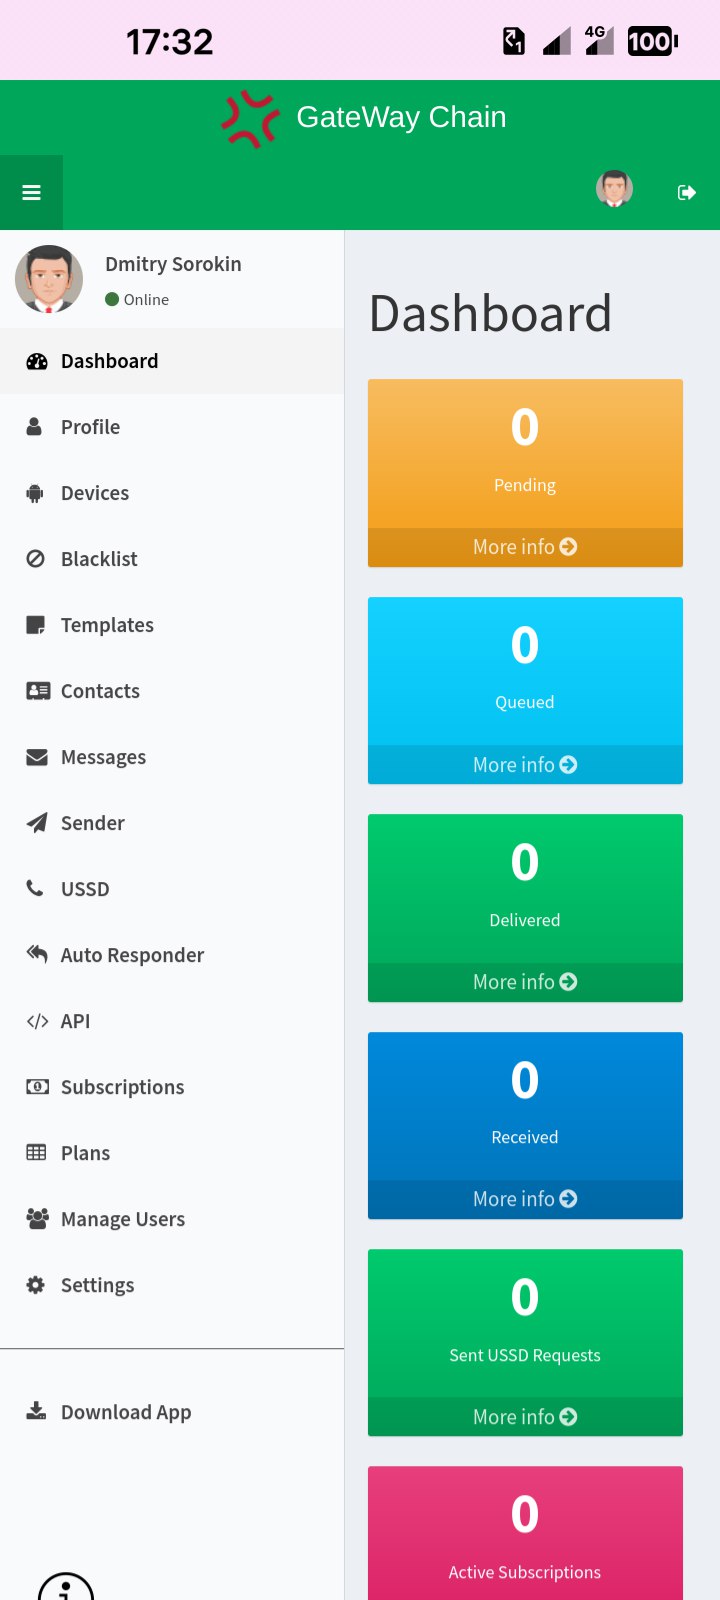 17:32
1
4G
100
GateWay Chain
Dmitry Sorokin
Online
Dashboard
Profile
Devices
Blacklist
Templates
Contacts
Messages
Sender
USSD
Auto Responder
API
Subscriptions
Plans
Manage Users
Settings
Download App
Dashboard
0
Pending
More info
0
Queued
More info
0
Delivered
More info
0
Received
More info
0
Sent USSD Requests
More info
0
Active Subscriptions